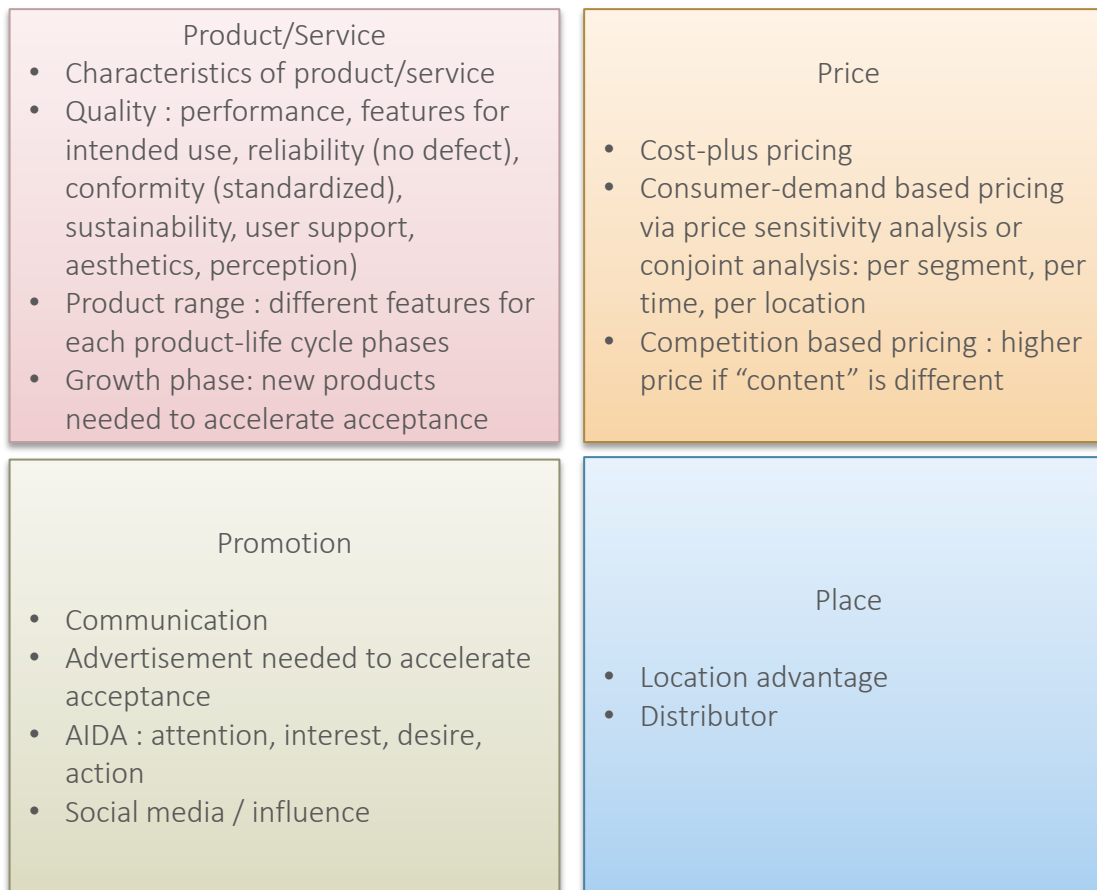 Product/Service
• Characteristics of product/service
• Quality : performance, features for
intended use, reliability (no defect),
conformity (standardized),
sustainability, user support,
aesthetics, perception)
• Product range : different features for
each product-life cycle phases
• Growth phase: new products
needed to accelerate acceptance
Price
• Cost-plus pricing
• Consumer-demand based pricing
via price sensitivity analysis or
conjoint analysis: per segment, per
time, per location
• Competition based pricing : higher
price if “content” is different
Promotion
• Communication
• Advertisement needed to accelerate
acceptance
• AIDA : attention, interest, desire,
action
• Social media / influence
Place
• Location advantage
• Distributor